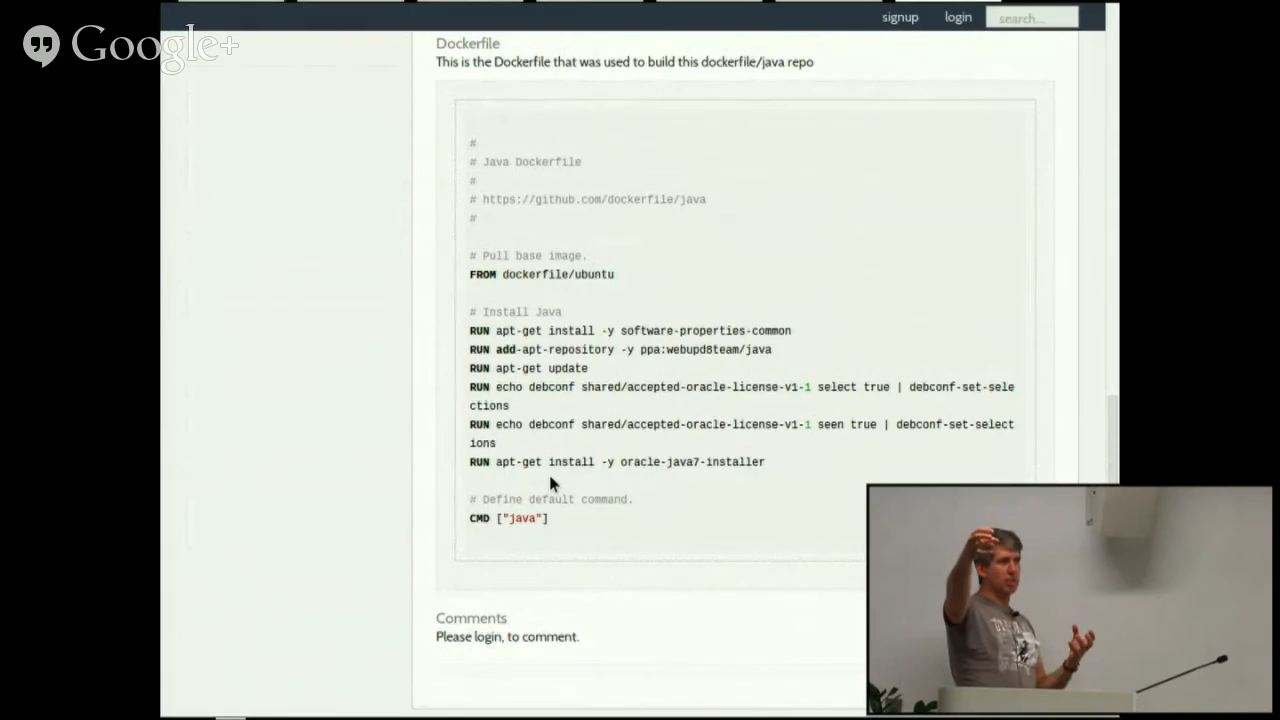 Google+
signup login search...
Dockerfile
This is the Dockerfile that was used to build this dockerfile/java repo
#
# Java Dockerfile
#
# https://github.com/dockerfile/java
#
# Pull base image.
FROM dockerfile/ubuntu
# Install Java
RUN apt-get install -y software-properties-common
RUN add-apt-repository -y ppa:webupd8team/java
RUN apt-get update
RUN echo debconf shared/accepted-oracle-license-v1-1 select true | debconf-set-sele
ctions
RUN echo debconf shared/accepted-oracle-license-v1-1 seen true | debconf-set-select
ions
RUN apt-get install -y oracle-java7-installer
# Define default command.
CMD ["java"]
Comments
Please login, to comment.